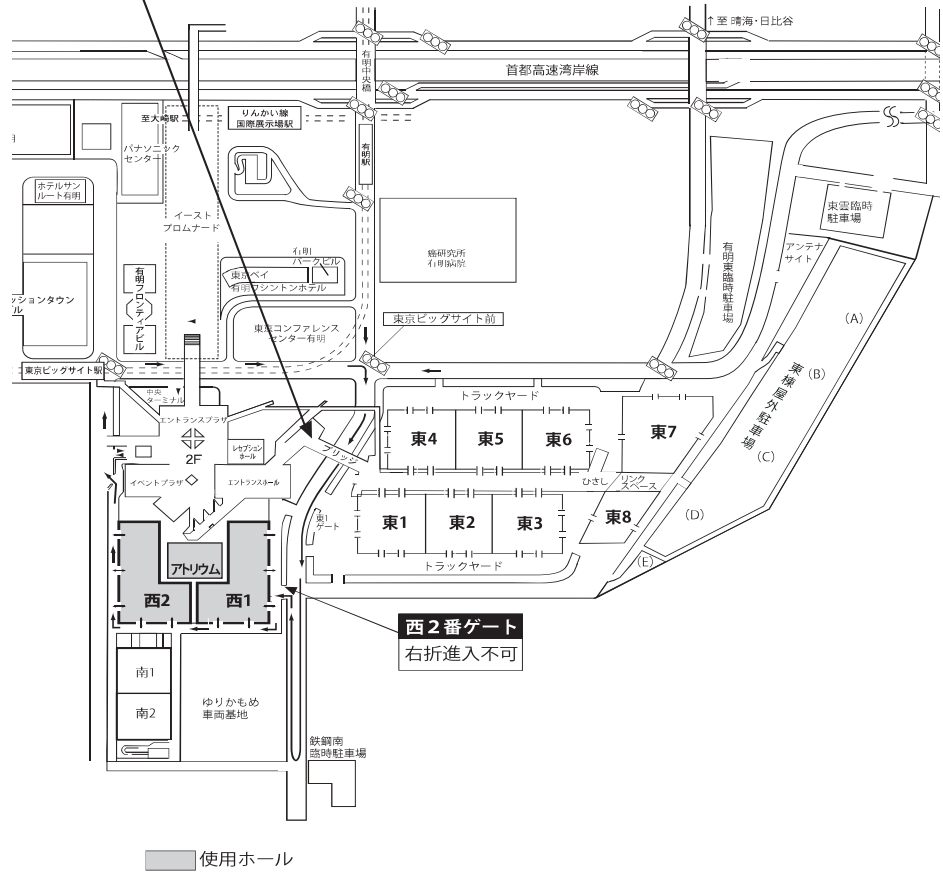 ↑至 晴海・日比谷
有明中央橋
首都高速湾岸線
至大崎駅
りんかい線
国際展示場駅
パナソニック
センター
有明駅
ホテルサン
ルート有明
イースト
プロムナード
東雲臨時
駐車場
癌研究所
有明病院
有明
パークビル
東京ベイ
有明ワシントンホテル
有明東臨時駐車場
アンテナ
サイト
有明フロンティアビル
ッションタウン
ル
東京コンファレンス
センター有明
東京ビッグサイト前
(A)
(B)
東棟屋外駐車場
(C)
(D)
(E)
東京ビッグサイト駅
中央
ターミナル
トラックヤード
エントランスプラザ
2F
レセプション
ホール
ブリッジ
東4
東5
東6
東7
イベントプラザ
エントランスホール
ひさし
リンク
スペース
東1
ゲート
東1
東2
東3
東8
トラックヤード
アトリウム
西2
西1
西2番ゲート
右折進入不可
南1
南2
ゆりかもめ
車両基地
鉄鋼南
臨時駐車場
使用ホール